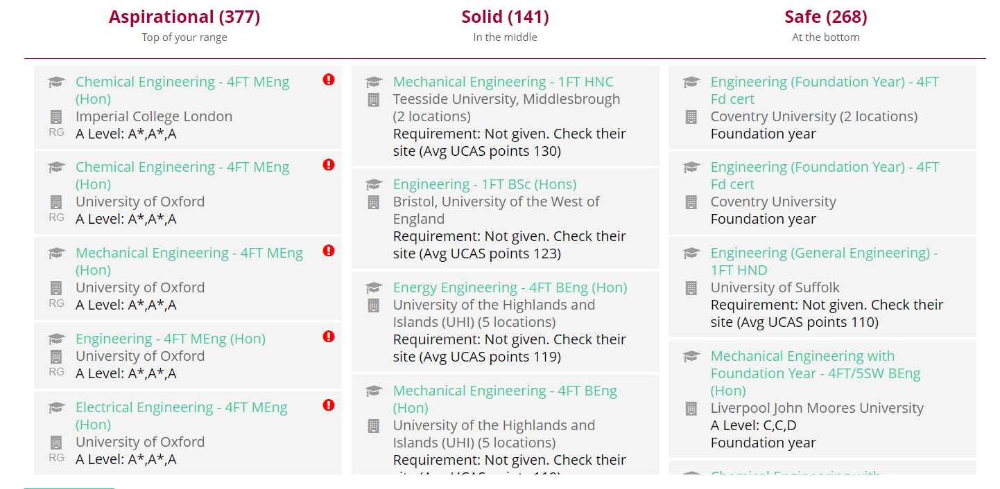 Aspirational (377)
Top of your range
Chemical Engineering - 4FT MEng
(Hon)
Imperial College London
RG
A Level: A*,A*,A
Chemical Engineering - 4FT MEng
(Hon)
University of Oxford
RG
A Level: A*,A*,A
Mechanical Engineering - 4FT MEng
(Hon)
University of Oxford
RG
A Level: A*,A*,A
Engineering - 4FT MEng (Hon)
University of Oxford
RG
A Level: A*,A*,A
Electrical Engineering - 4FT MEng
(Hon)
University of Oxford
RG
A Level: A*,A*,A
Solid (141)
In the middle
Mechanical Engineering - 1FT HNC
Teesside University, Middlesbrough
(2 locations)
Requirement: Not given. Check their
site (Avg UCAS points 130)
Engineering - 1FT BSc (Hons)
Bristol, University of the West of
England
Requirement: Not given. Check their
site (Avg UCAS points 123)
Energy Engineering - 4FT BEng (Hon)
University of the Highlands and
Islands (UHI) (5 locations)
Requirement: Not given. Check their
site (Avg UCAS points 119)
Mechanical Engineering - 4FT BEng
(Hon)
University of the Highlands and
Islands (UHI) (5 locations)
Requirement: Not given. Check their
Safe (268)
At the bottom
Engineering (Foundation Year) - 4FT
Fd cert
Coventry University (2 locations)
Foundation year
Engineering (Foundation Year) - 4FT
Fd cert
Coventry University
Foundation year
Engineering (General Engineering) -
1FT HND
University of Suffolk
Requirement: Not given. Check their
site (Avg UCAS points 110)
Mechanical Engineering with
Foundation Year - 4FT/5SW BEng
(Hon)
Liverpool John Moores University
A Level: C,C,D
Foundation year
Chemical Engineering with